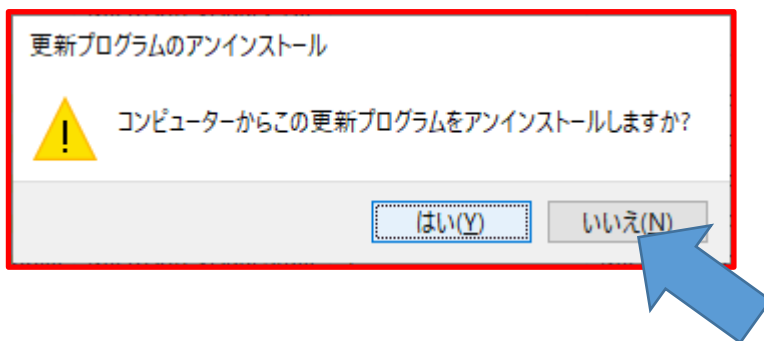 更新プログラムのアンインストール
コンピューターからこの更新プログラムをアンインストールしますか?
はい(Y)
いいえ(N)